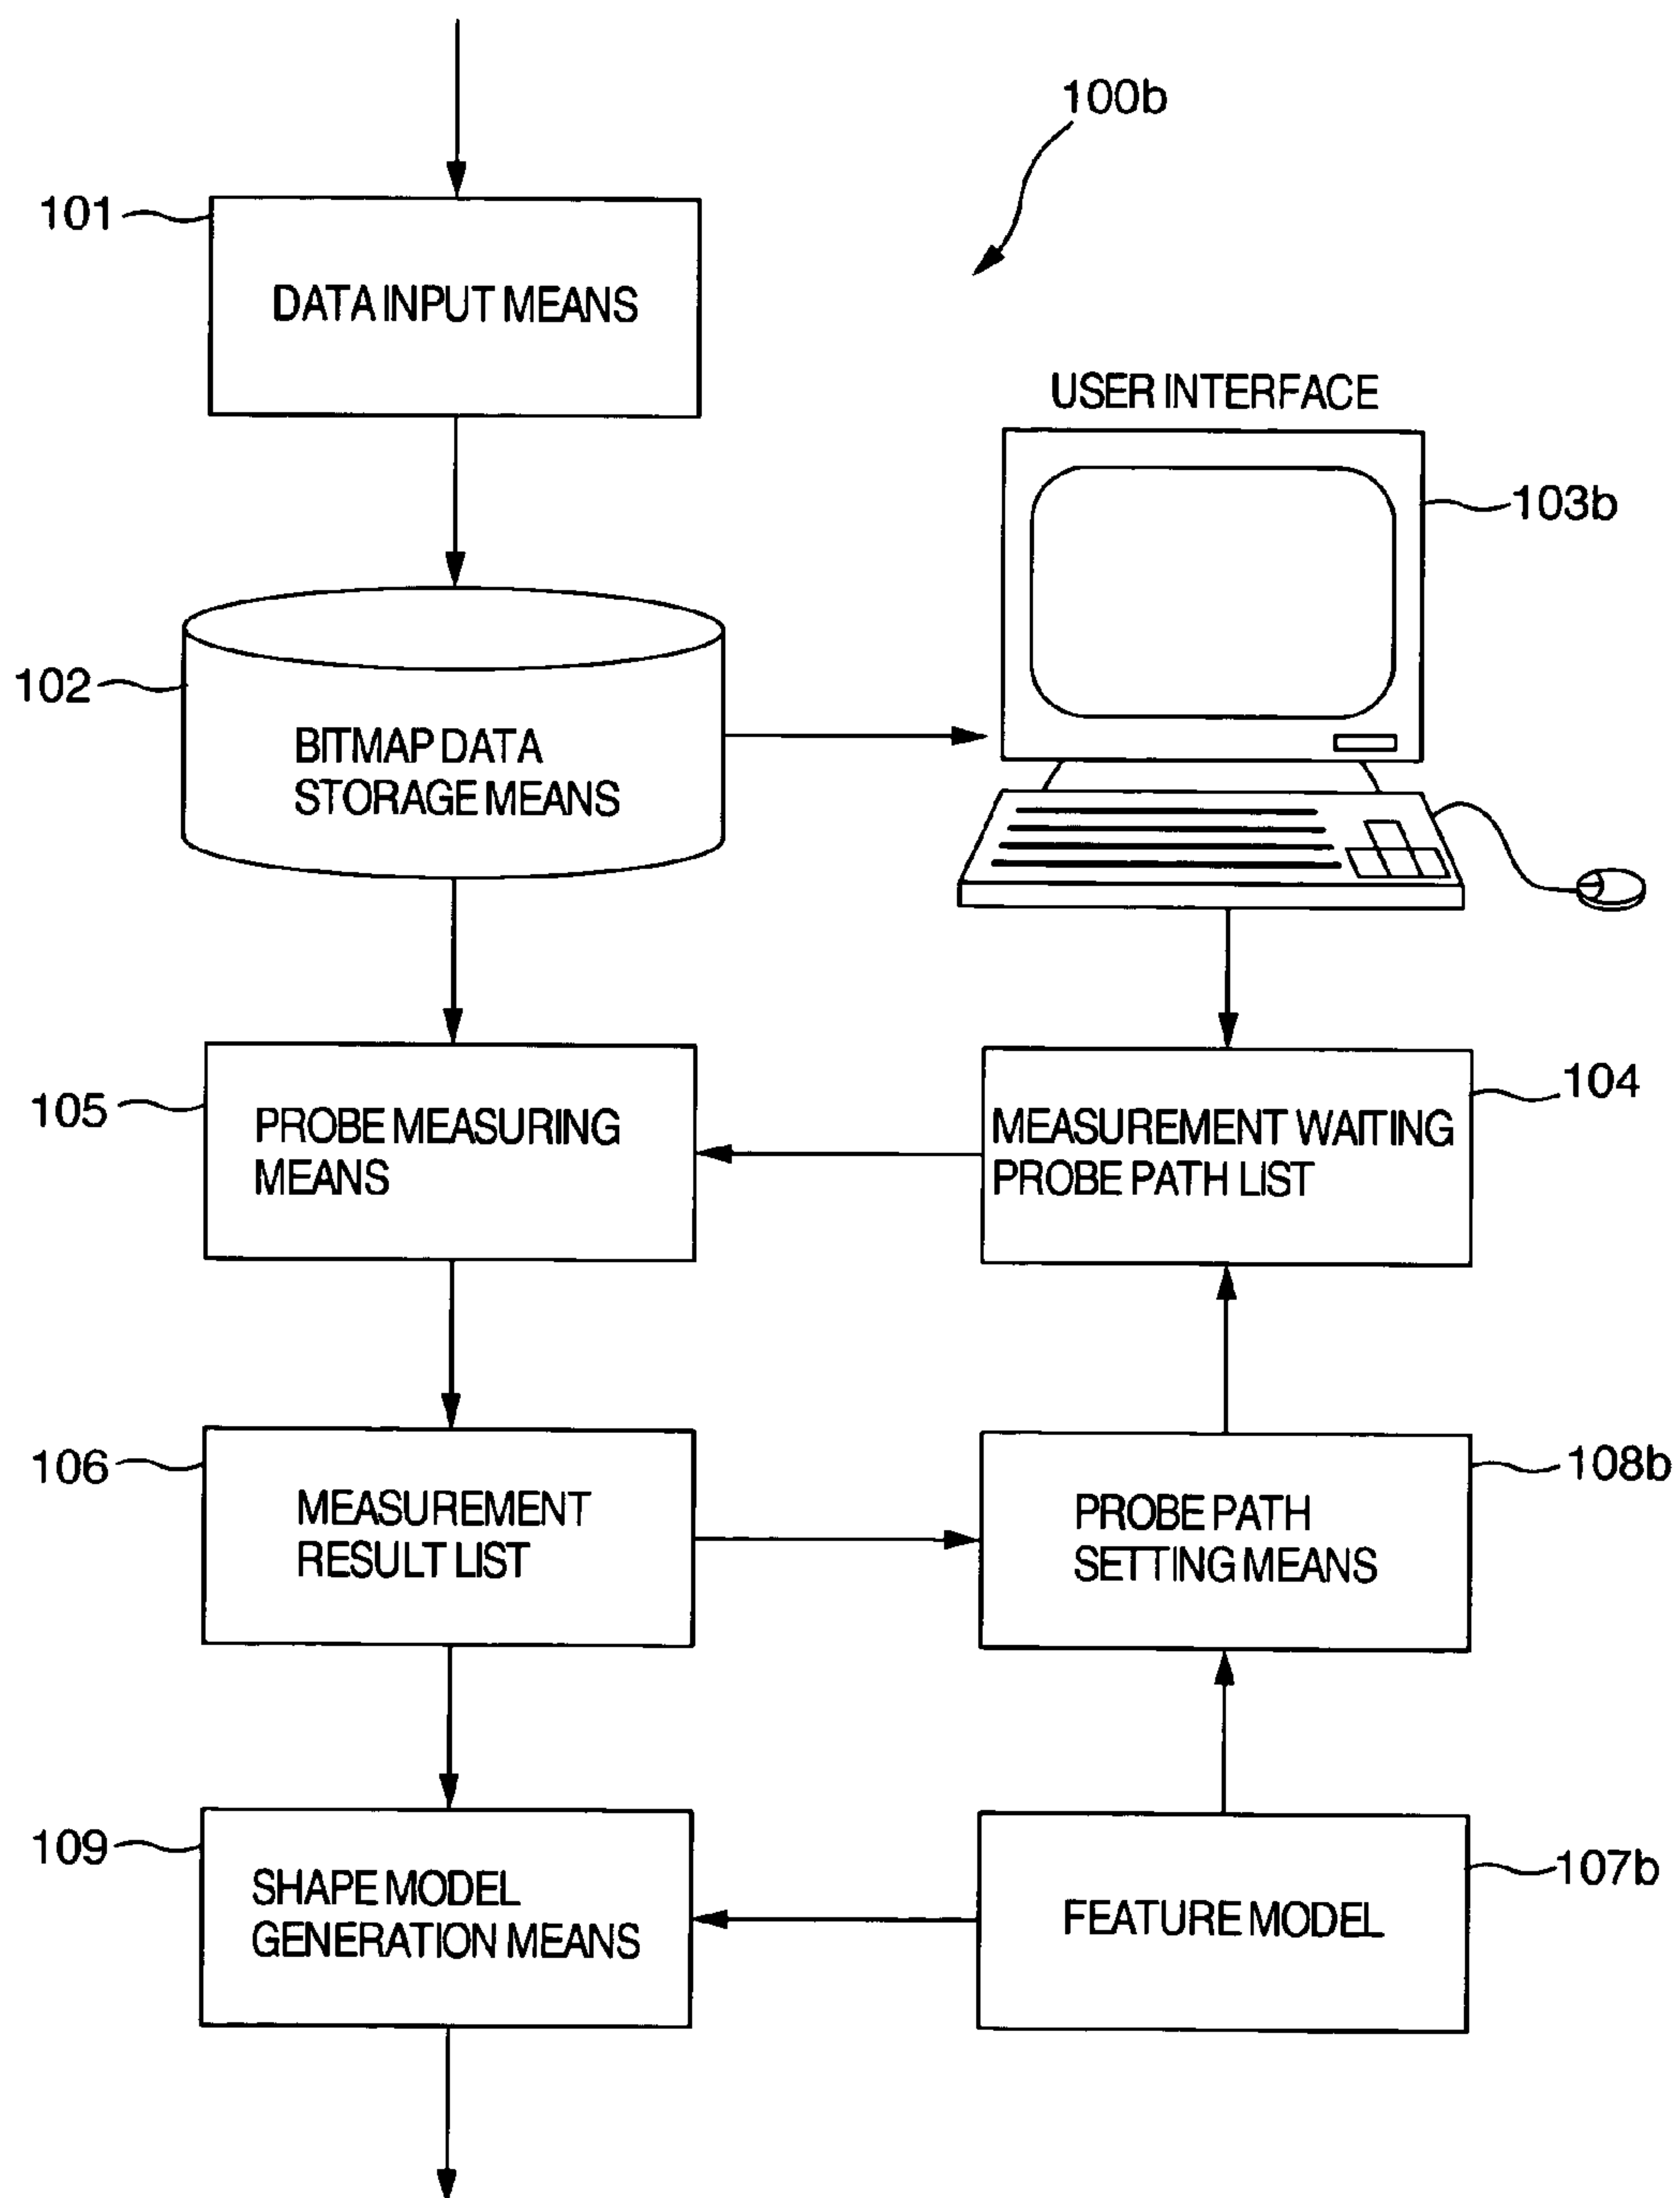 100b
101
DATA INPUT MEANS
USER INTERFACE
103b
102
BITMAP DATA
STORAGE MEANS
105
PROBE MEASURING
MEANS
104
MEASUREMENT WAITING
PROBE PATH LIST
106
MEASUREMENT
RESULT LIST
108b
PROBE PATH
SETTING MEANS
109
SHAPE MODEL
GENERATION MEANS
107b
FEATURE MODEL